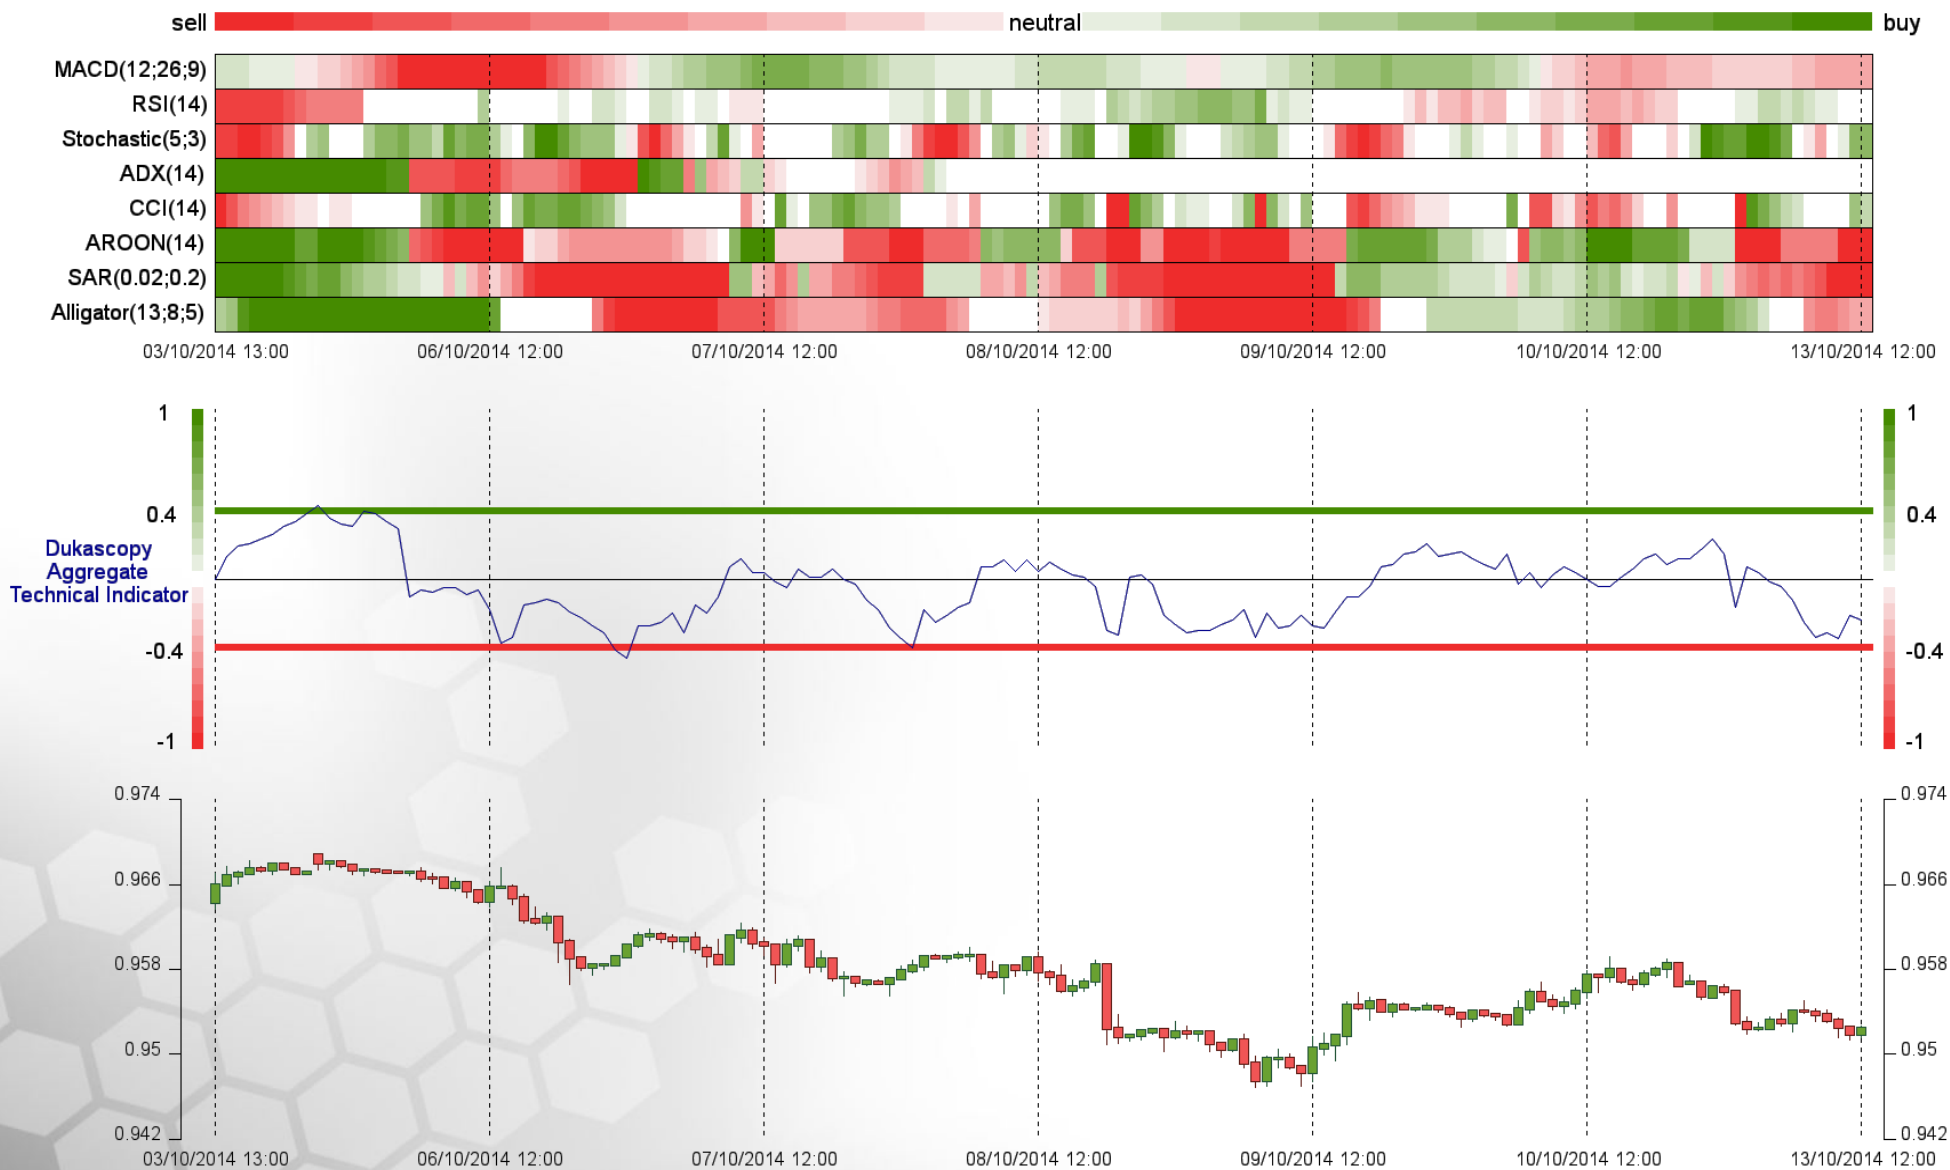 sell neutral buy
MACD(12;26;9)
RSI(14)
Stochastic(5;3)
ADX(14)
CCI(14)
AROON(14)
SAR(0.02;0.2)
Alligator(13;8;5)
03/10/2014 13:00 06/10/2014 12:00 07/10/2014 12:00 08/10/2014 12:00 09/10/2014 12:00 10/10/2014 12:00 13/10/2014 12:00
1 1
0.4 0.4
Dukascopy
Aggregate
Technical Indicator
-0.4 -0.4
-1 -1
0.974 0.974
0.966 0.966
0.958 0.958
0.95 0.95
0.942 0.942
03/10/2014 13:00 06/10/2014 12:00 07/10/2014 12:00 08/10/2014 12:00 09/10/2014 12:00 10/10/2014 12:00 13/10/2014 12:00